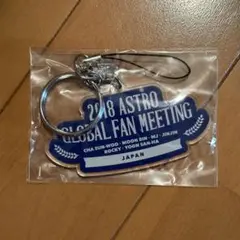 2018 ASTRO
GLOBAL FAN MEETING
CHA EUN-WOO · MOON BIN · MJ · JINJIN
ROCKY · YOON SAN-HA
JAPAN